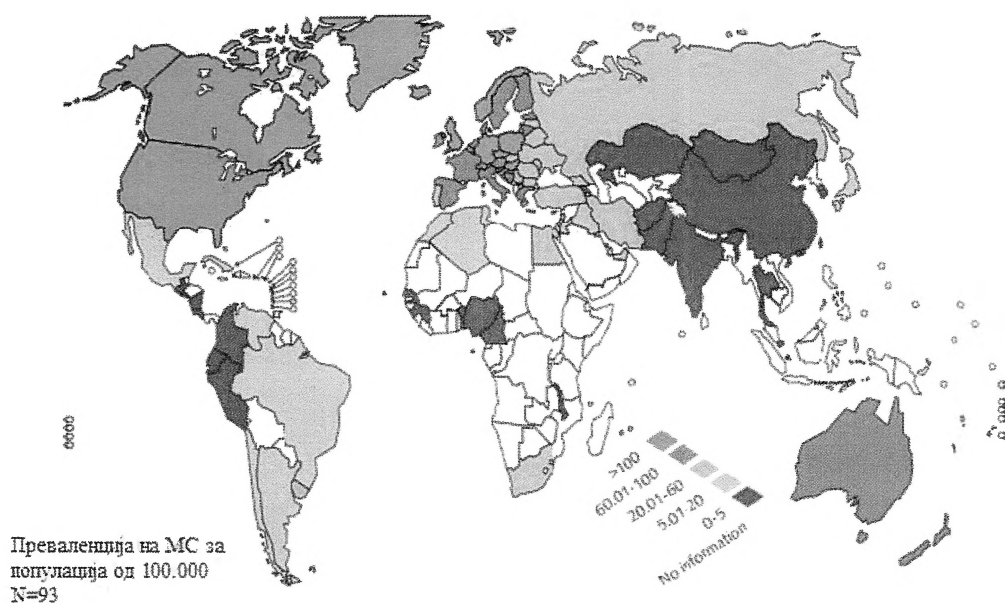 >100
60.01-100
20.01-60
5.01-20
0-5
No information
Преваленција на МС за
популација од 100.000
N=93